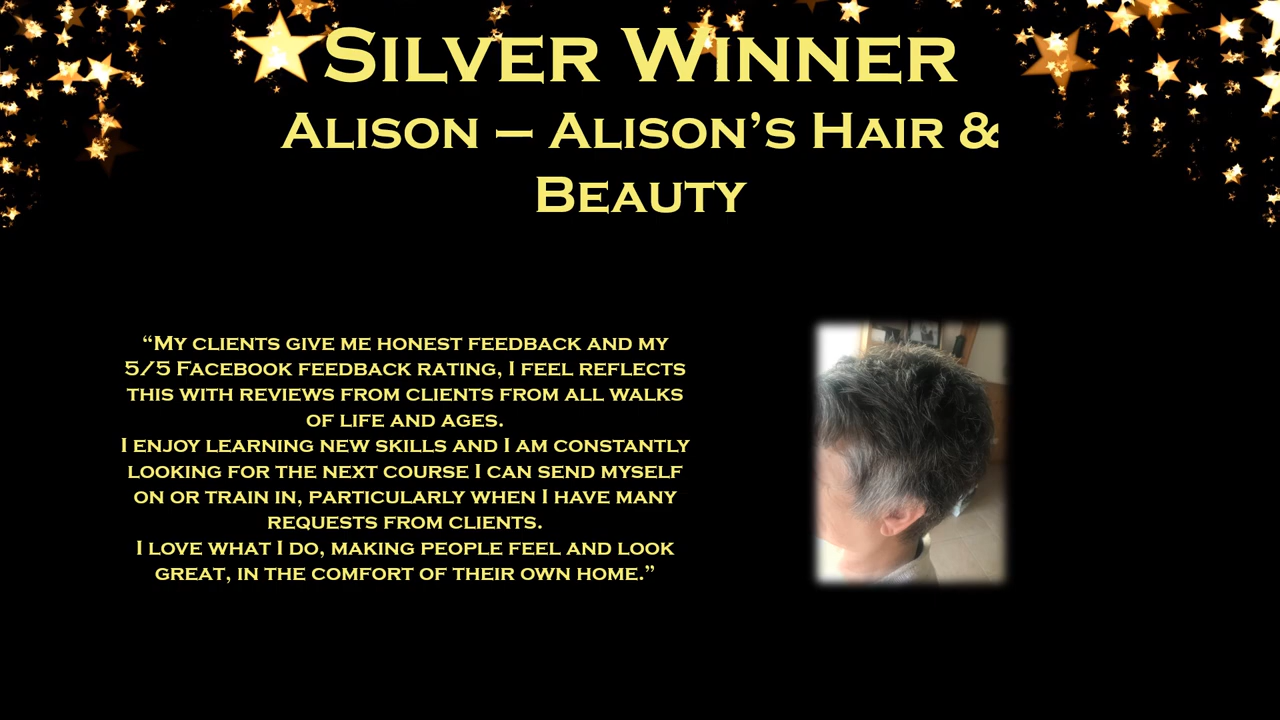 Silver Winner
Alison – Alison’s Hair &
Beauty
“My clients give me honest feedback and my
5/5 Facebook feedback rating, I feel reflects
this with reviews from clients from all walks
of life and ages.
I enjoy learning new skills and I am constantly
looking for the next course I can send myself
on or train in, particularly when I have many
requests from clients.
I love what I do, making people feel and look
great, in the comfort of their own home.”